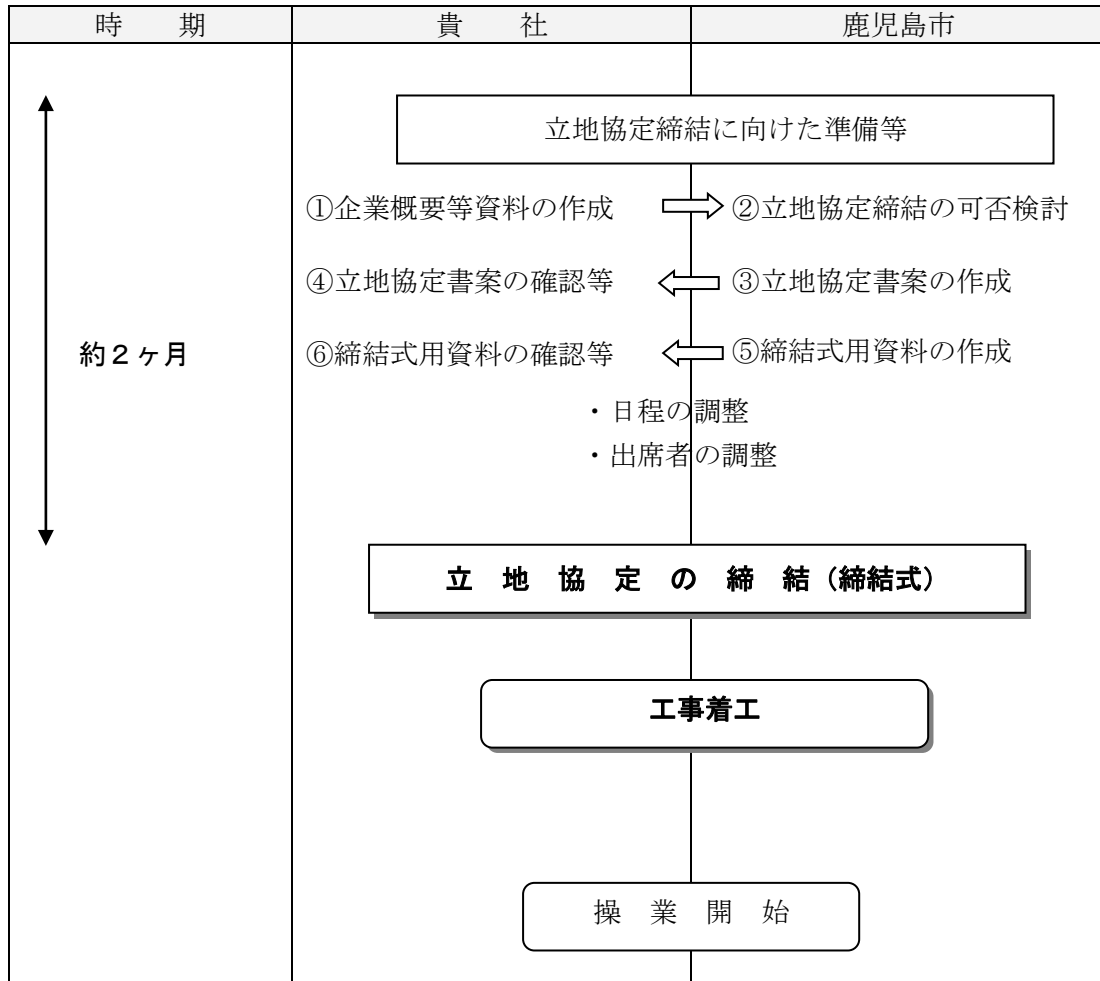 時　期　貴　社　鹿児島市
立地協定締結に向けた準備等
①企業概要等資料の作成　②立地協定締結の可否検討
④立地協定書案の確認等　③立地協定書案の作成
約２ヶ月　⑥締結式用資料の確認等　⑤締結式用資料の作成
・日程の調整
・出席者の調整
立　地　協　定　の　締　結（締結式）
工事着工
操　業　開　始